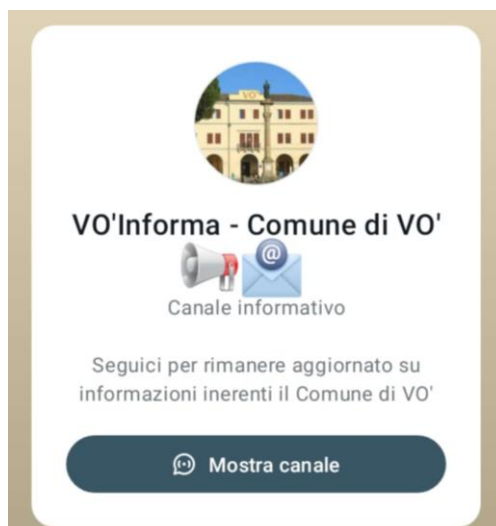 VO'
VO'Informa - Comune di VO'
📢📧
Canale informativo
Seguici per rimanere aggiornato su
informazioni inerenti il Comune di VO'
Mostra canale